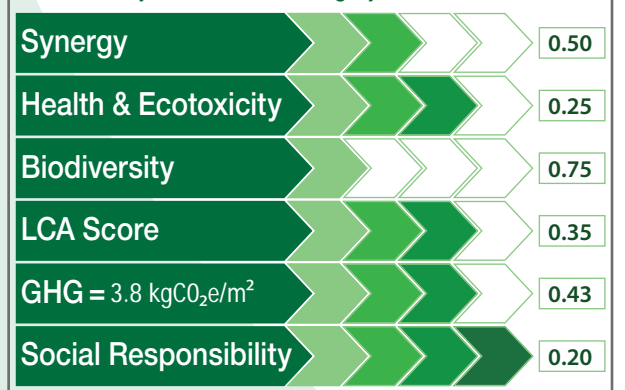 Synergy 0.50
Health & Ecotoxicity 0.25
Biodiversity 0.75
LCA Score 0.35
GHG = 3.8 kgC0₂e/m² 0.43
Social Responsibility 0.20